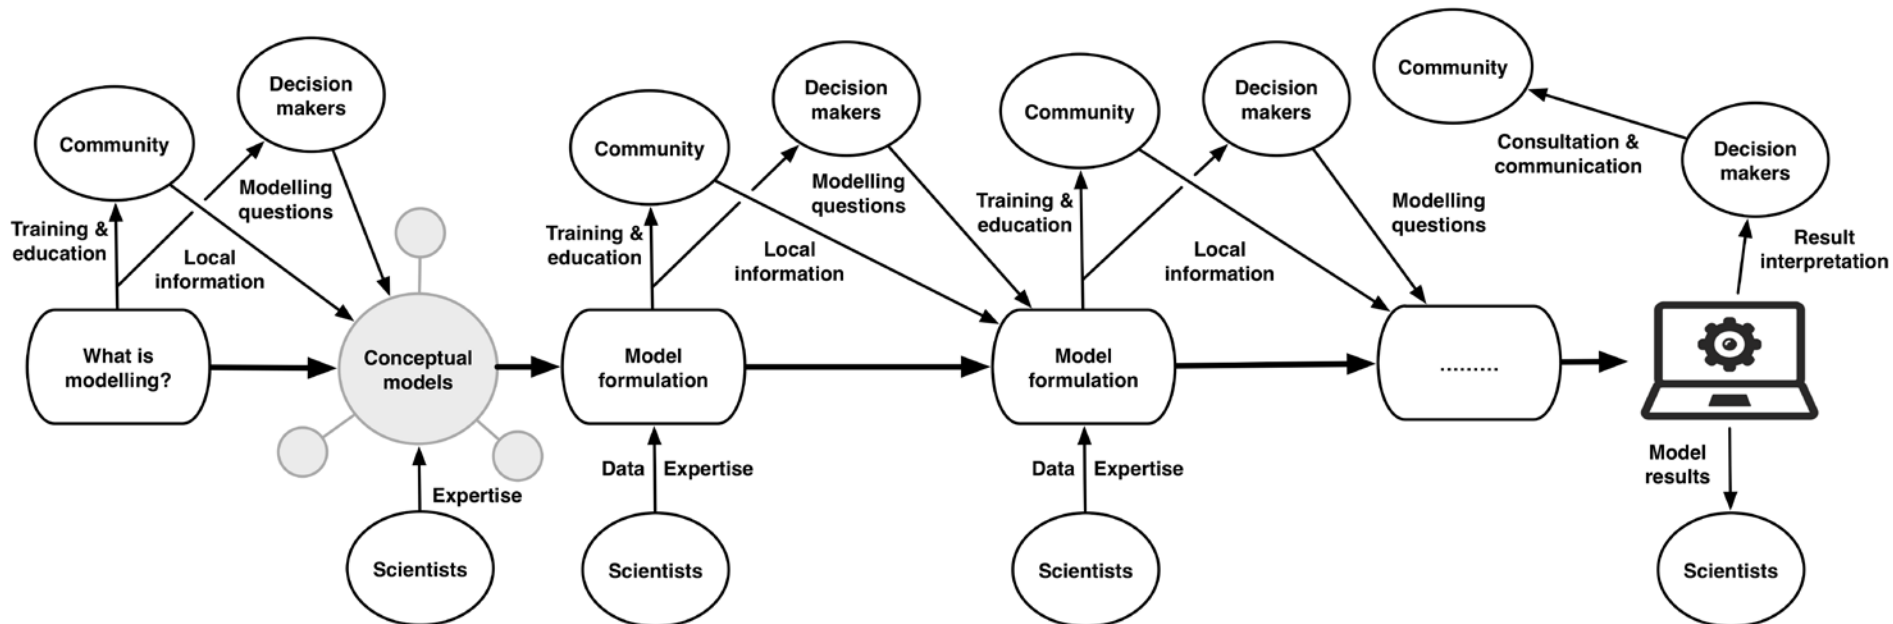 Community
Decision
makers
Training &
education
Modelling
questions
Local
information
What is
modelling?
Conceptual
models
Expertise
Scientists
Community
Decision
makers
Training &
education
Modelling
questions
Local
information
Model
formulation
Data
Expertise
Scientists
Community
Decision
makers
Training &
education
Modelling
questions
Local
information
Model
formulation
Data
Expertise
Scientists
.........
Community
Consultation &
communication
Decision
makers
Result
interpretation
Model
results
Scientists